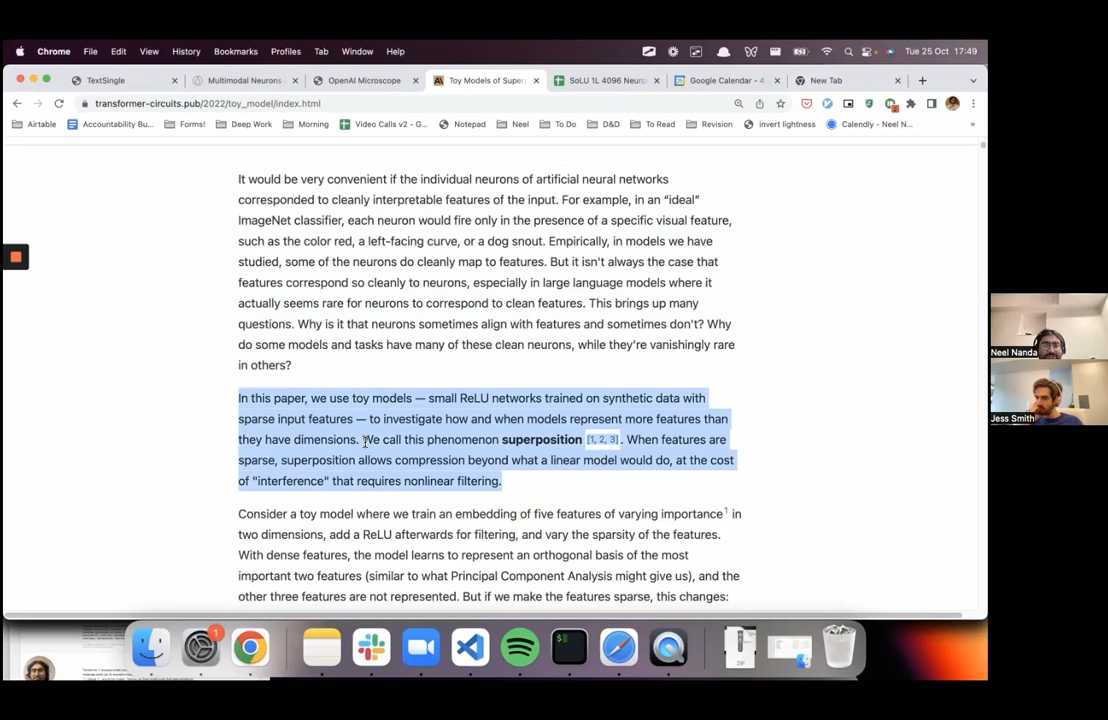 Chrome File Edit View History Bookmarks Profiles Tab Window Help Tue 25 Oct 17:49
TextSingle Multimodal Neurons OpenAI Microscope Toy Models of Super SoLU 1L 4096 Neuro Google Calendar - 4 New Tab
transformer-circuits.pub/2022/toy_model/index.html
Airtable Accountability Bu... Forms! Deep Work Morning Video Calls v2 - G... Notepad Neel To Do D&D To Read Revision invert lightness Calendly - Neel N... »
It would be very convenient if the individual neurons of artificial neural networks
corresponded to cleanly interpretable features of the input. For example, in an “ideal”
ImageNet classifier, each neuron would fire only in the presence of a specific visual feature,
such as the color red, a left-facing curve, or a dog snout. Empirically, in models we have
studied, some of the neurons do cleanly map to features. But it isn't always the case that
features correspond so cleanly to neurons, especially in large language models where it
actually seems rare for neurons to correspond to clean features. This brings up many
questions. Why is it that neurons sometimes align with features and sometimes don't? Why
do some models and tasks have many of these clean neurons, while they're vanishingly rare
in others?
In this paper, we use toy models — small ReLU networks trained on synthetic data with
sparse input features — to investigate how and when models represent more features than
they have dimensions. We call this phenomenon superposition [1, 2, 3] . When features are
sparse, superposition allows compression beyond what a linear model would do, at the cost
of "interference" that requires nonlinear filtering.
Consider a toy model where we train an embedding of five features of varying importance¹ in
two dimensions, add a ReLU afterwards for filtering, and vary the sparsity of the features.
With dense features, the model learns to represent an orthogonal basis of the most
important two features (similar to what Principal Component Analysis might give us), and the
other three features are not represented. But if we make the features sparse, this changes:
Neel Nanda
Jess Smith
1
$
ZIP